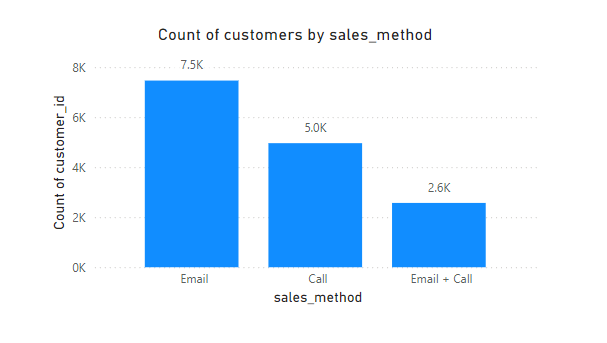 Count of customers by sales_method
Count of customer_id
8K
6K
4K
2K
0K
7.5K
5.0K
2.6K
Email
Call
Email + Call
sales_method